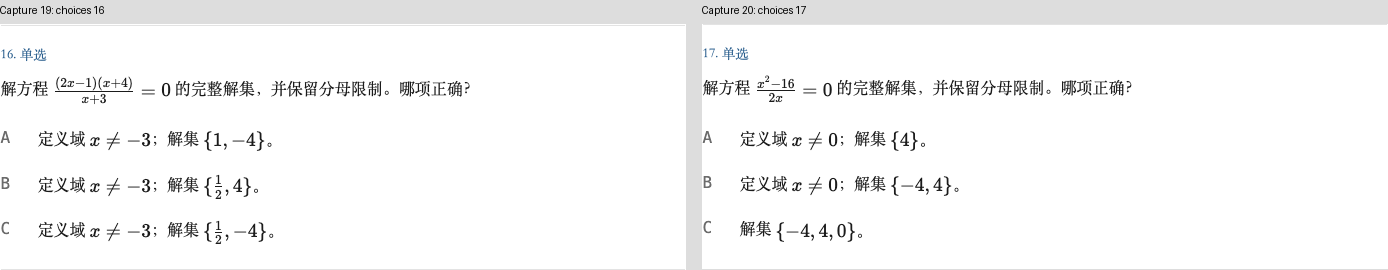 Capture 19: choices 16
16. 单选
解方程 \frac{(2x−1)(x+4)}{x+3} = 0 的完整解集，并保留分母限制。哪项正确？
A 定义域 x ≠ −3；解集 {1, −4}。
B 定义域 x ≠ −3；解集 {\frac{1}{2}, 4}。
C 定义域 x ≠ −3；解集 {\frac{1}{2}, −4}。
Capture 20: choices 17
17. 单选
解方程 \frac{x^2−16}{2x} = 0 的完整解集，并保留分母限制。哪项正确？
A 定义域 x ≠ 0；解集 {4}。
B 定义域 x ≠ 0；解集 {−4, 4}。
C 解集 {−4, 4, 0}。